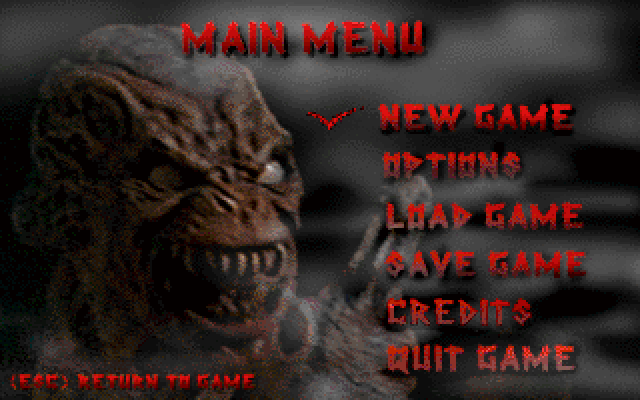 MAIN MENU
NEW GAME
OPTIONS
LOAD GAME
SAVE GAME
CREDITS
QUIT GAME
(ESC) RETURN TO GAME